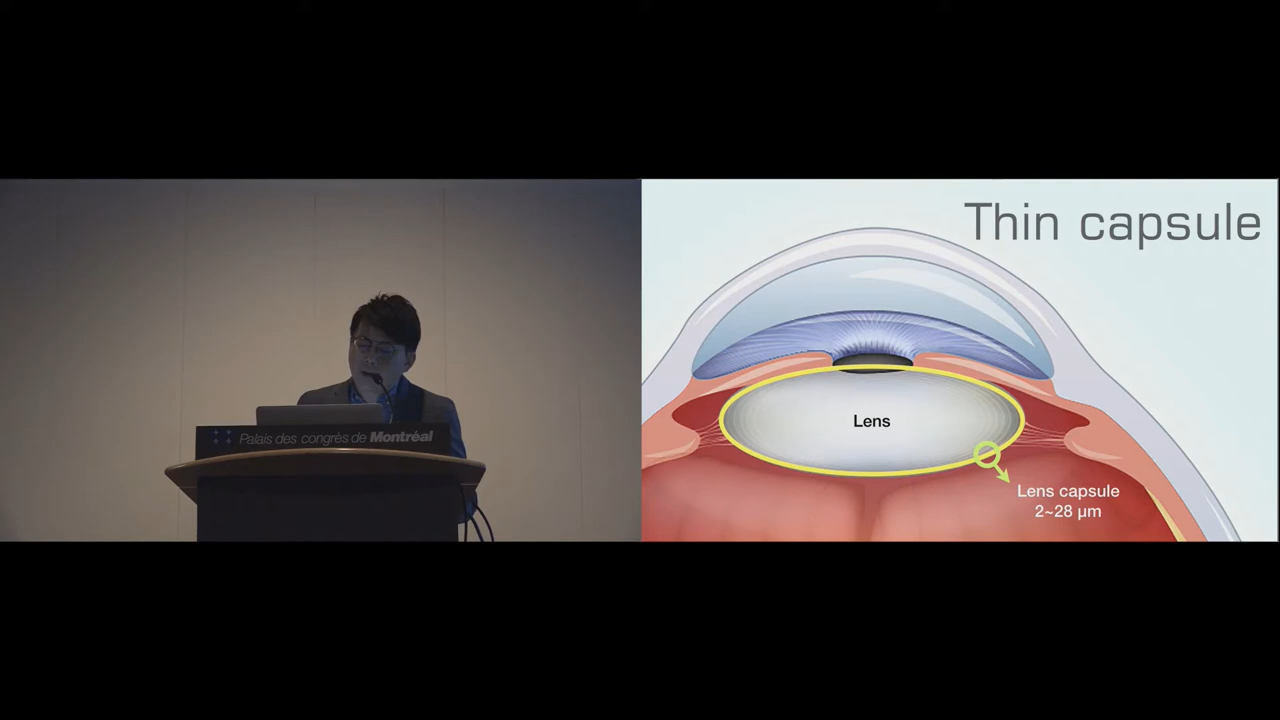 Palais des congrès de Montréal
Thin capsule
Lens
Lens capsule
2~28 µm